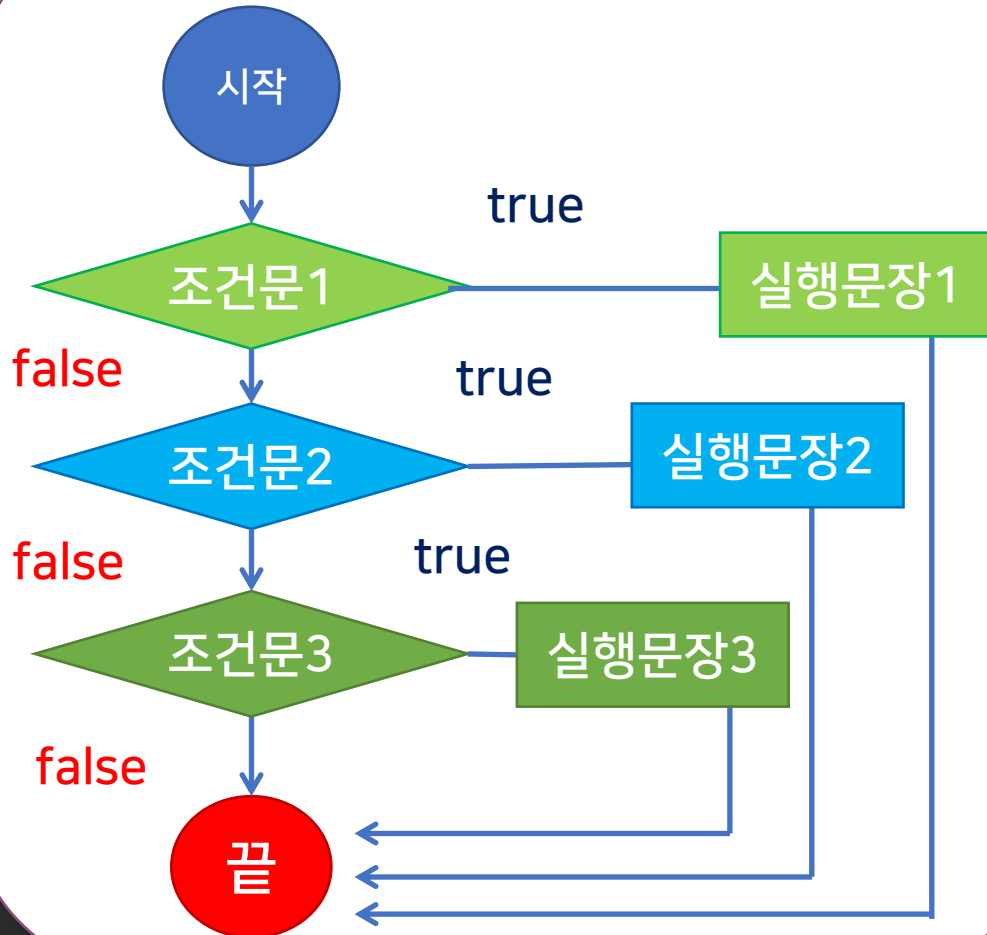 시작
true
조건문1
실행문장1
false
true
조건문2
실행문장2
false
true
조건문3
실행문장3
false
끝